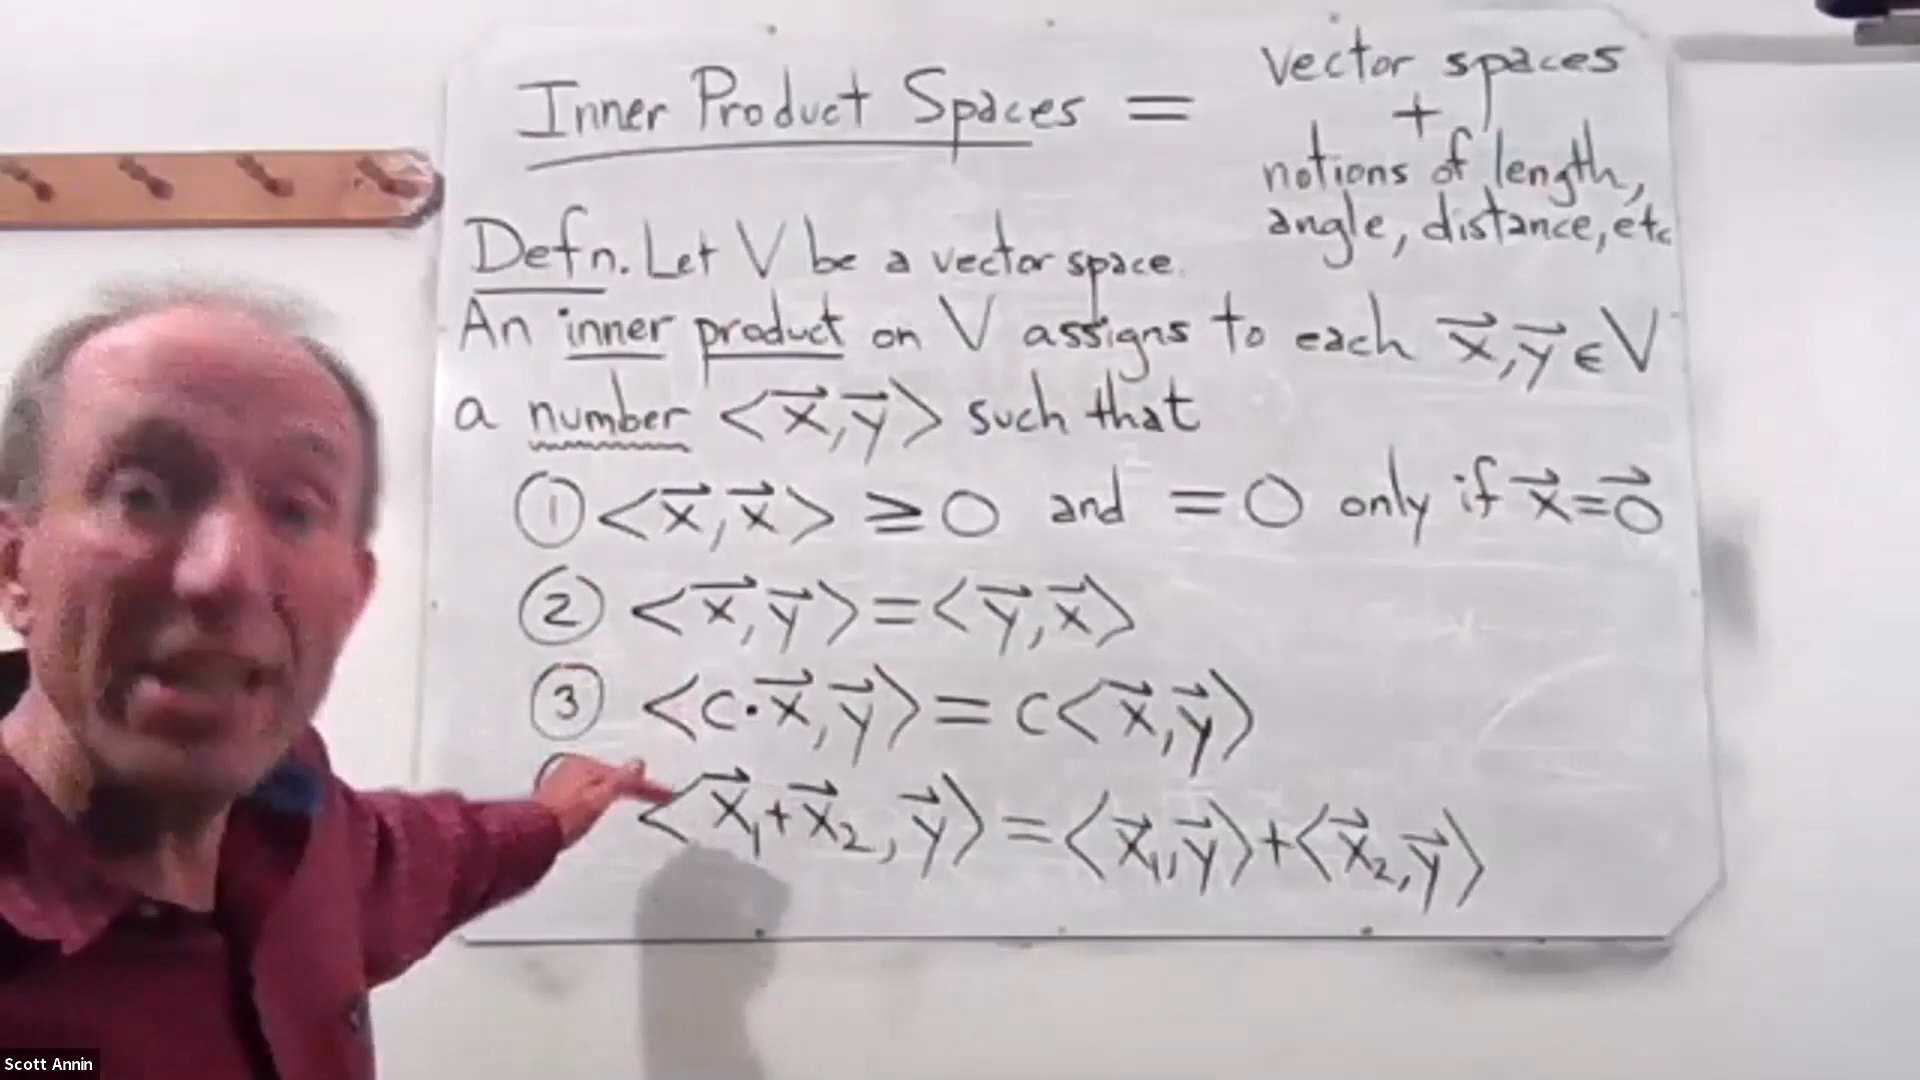 Inner Product Spaces = vector spaces
+
notions of length,
angle, distance, etc
Defn. Let V be a vector space.
An inner product on V assigns to each x⃗, y⃗ ∈ V
a number <x⃗, y⃗> such that
① <x⃗, x⃗> ≥ 0 and = 0 only if x⃗ = 0⃗
② <x⃗, y⃗> = <y⃗, x⃗>
③ <c·x⃗, y⃗> = c<x⃗, y⃗>
<x⃗₁ + x⃗₂, y⃗> = <x⃗₁, y⃗> + <x⃗₂, y⃗>
Scott Annin